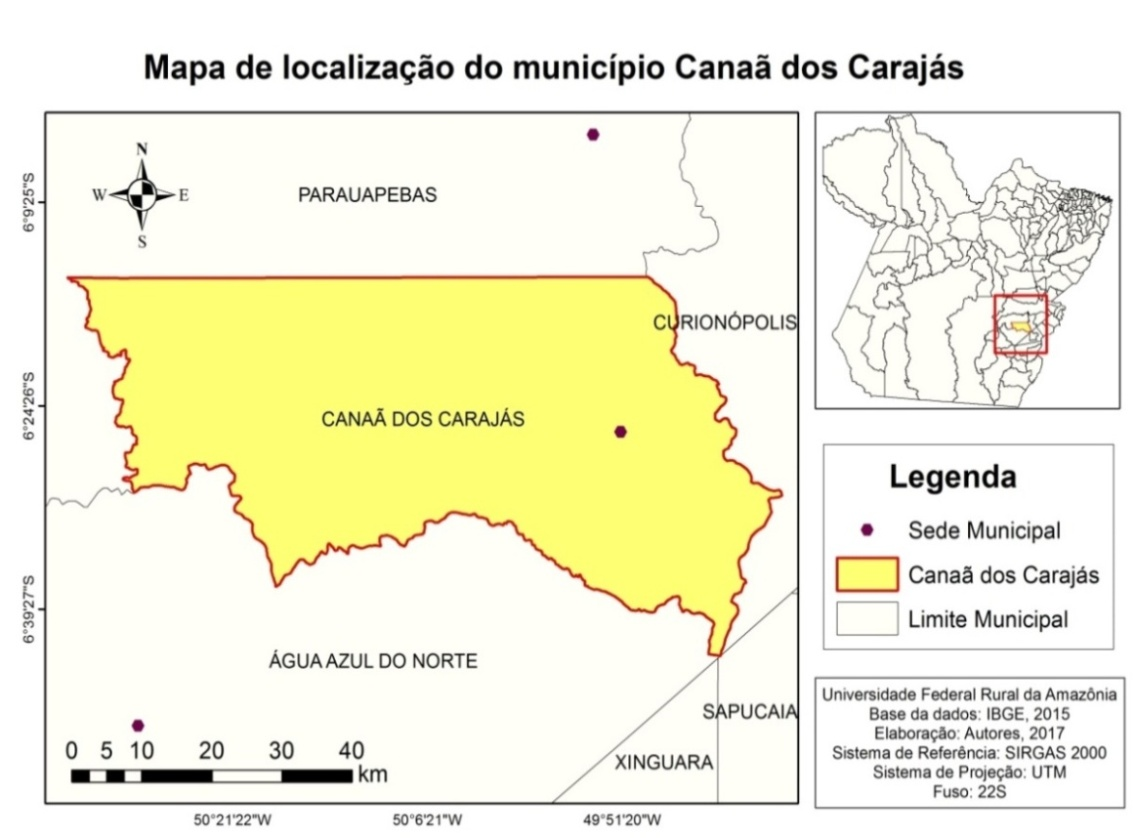 Mapa de localização do município Canaã dos Carajás
N
W E
S
PARAUAPEBAS
CURIONÓPOLIS
CANAÃ DOS CARAJÁS
ÁGUA AZUL DO NORTE
SAPUCAIA
XINGUARA
0 5 10 20 30 40
km
6°9'25"S
6°24'26"S
6°39'27"S
50°21'22"W 50°6'21"W 49°51'20"W
Legenda
Sede Municipal
Canaã dos Carajás
Limite Municipal
Universidade Federal Rural da Amazônia
Base da dados: IBGE, 2015
Elaboração: Autores, 2017
Sistema de Referência: SIRGAS 2000
Sistema de Projeção: UTM
Fuso: 22S